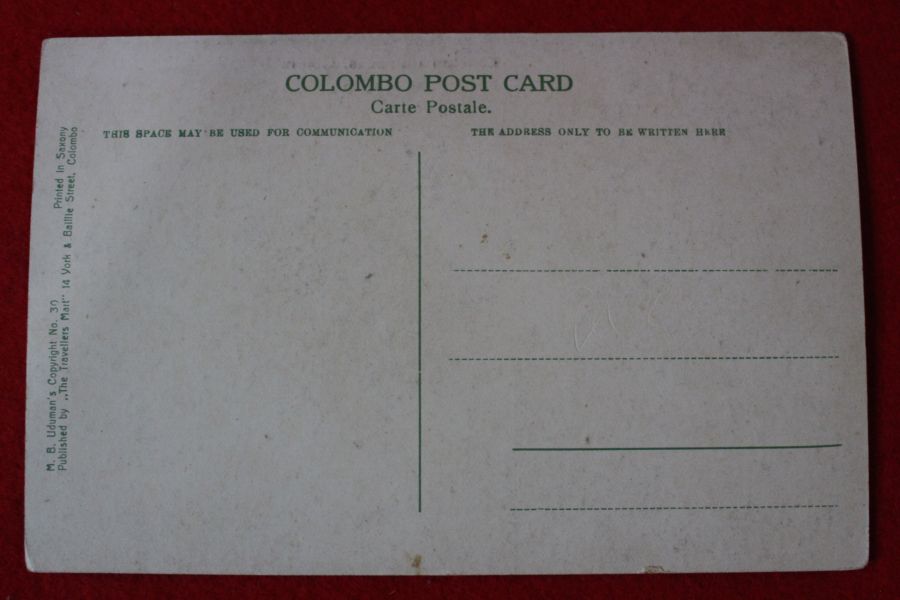 COLOMBO POST CARD
Carte Postale.
THIS SPACE MAY BE USED FOR COMMUNICATION
THE ADDRESS ONLY TO BE WRITTEN HERE
M. B. Uduman's Copyright No. 30 Printed in Saxony
Published by „The Travellers Mart" 14 York & Baillie Street, Colombo